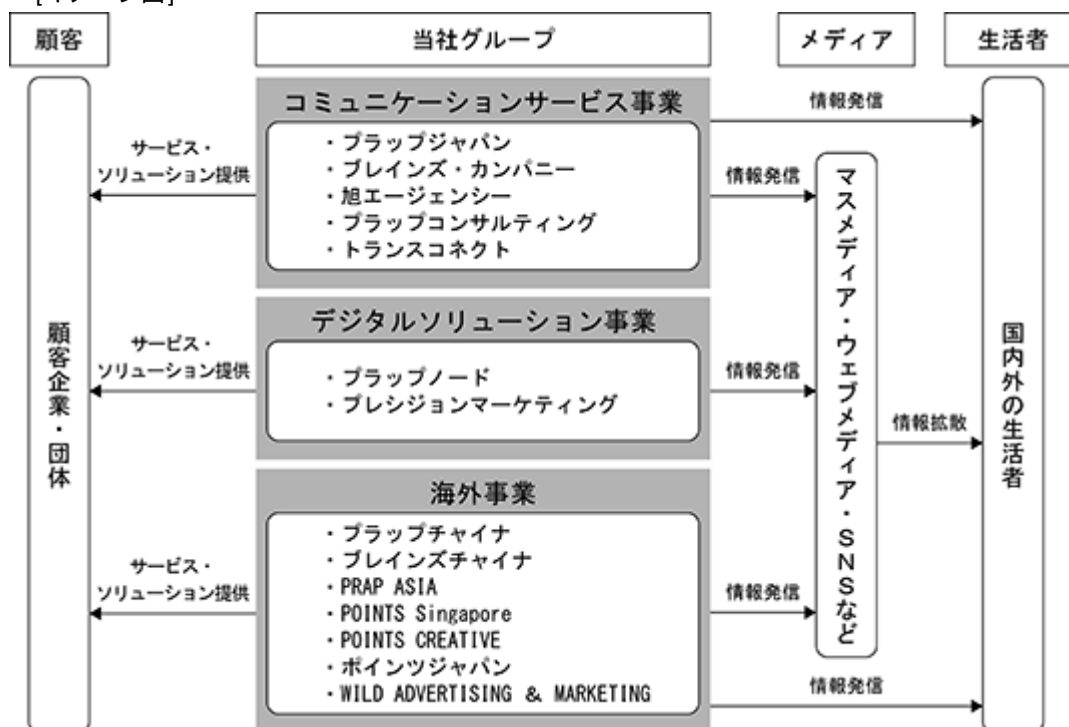 [イメージ図]
顧客
当社グループ
メディア
生活者
コミュニケーションサービス事業
・プラップジャパン
・ブレインズ・カンパニー
・旭エージェンシー
・プラップコンサルティング
・トランスコネクト
サービス・
ソリューション提供
情報発信
情報発信
デジタルソリューション事業
・プラップノード
・プレシジョンマーケティング
サービス・
ソリューション提供
情報発信
海外事業
・プラップチャイナ
・ブレインズチャイナ
・PRAP ASIA
・POINTS Singapore
・POINTS CREATIVE
・ポインツジャパン
・WILD ADVERTISING & MARKETING
サービス・
ソリューション提供
情報発信
情報発信
顧客企業・団体
マスメディア・ウェブメディア・SNSなど
情報拡散
国内外の生活者